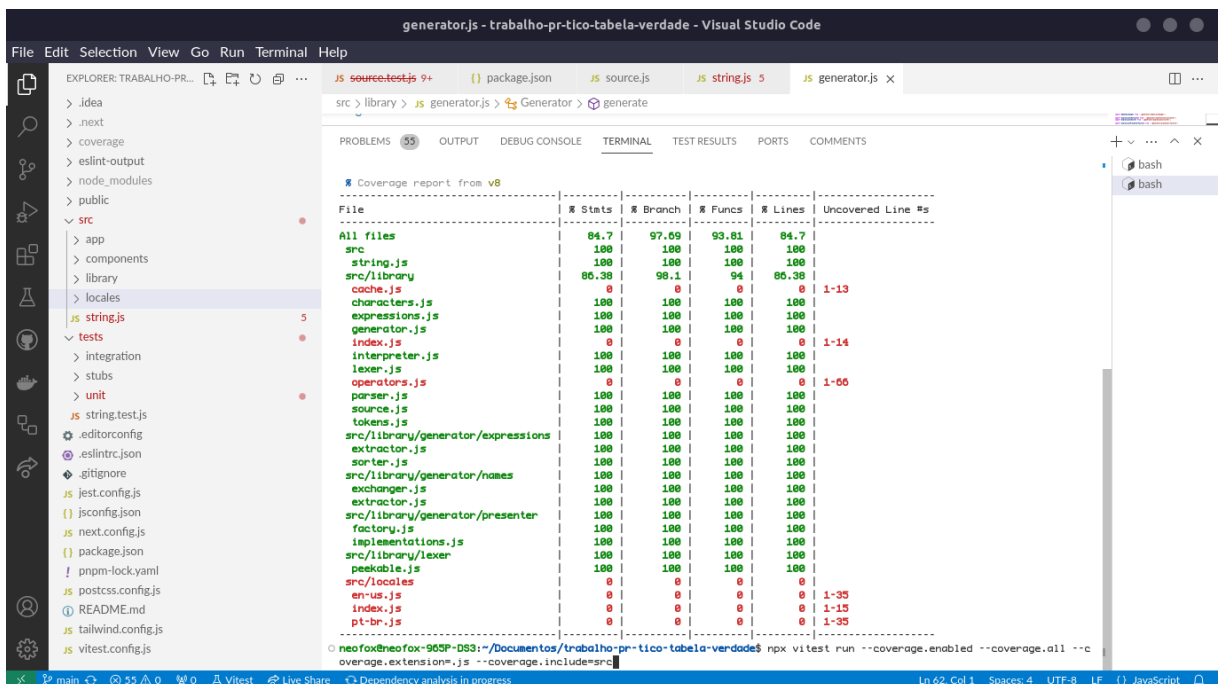 generator.js - trabalho-pr-tico-tabela-verdade - Visual Studio Code
File Edit Selection View Go Run Terminal Help
EXPLORER: TRABALHO-PR...
.idea
.next
coverage
eslint-output
node_modules
public
src
app
components
library
locales
JS string.js 5
tests
integration
stubs
unit
JS string.test.js
.editorconfig
.eslintrc.json
.gitignore
JS jest.config.js
{} jsconfig.json
JS next.config.js
{} package.json
! pnpm-lock.yaml
JS postcss.config.js
README.md
JS tailwind.config.js
JS vitest.config.js
JS source.test.js 9+ {} package.json JS source.js JS string.js 5 JS generator.js
src > library > JS generator.js > Generator > generate
PROBLEMS 55 OUTPUT DEBUG CONSOLE TERMINAL TEST RESULTS PORTS COMMENTS
bash
bash
% Coverage report from v8
File | % Stmts | % Branch | % Funcs | % Lines | Uncovered Line #s
All files | 84.7 | 97.69 | 93.81 | 84.7 |
src | 100 | 100 | 100 | 100 |
string.js | 100 | 100 | 100 | 100 |
src/library | 86.38 | 98.1 | 94 | 86.38 |
cache.js | 0 | 0 | 0 | 0 | 1-13
characters.js | 100 | 100 | 100 | 100 |
expressions.js | 100 | 100 | 100 | 100 |
generator.js | 100 | 100 | 100 | 100 |
index.js | 0 | 0 | 0 | 0 | 1-14
interpreter.js | 100 | 100 | 100 | 100 |
lexer.js | 100 | 100 | 100 | 100 |
operators.js | 0 | 0 | 0 | 0 | 1-66
parser.js | 100 | 100 | 100 | 100 |
source.js | 100 | 100 | 100 | 100 |
tokens.js | 100 | 100 | 100 | 100 |
src/library/generator/expressions | 100 | 100 | 100 | 100 |
extractor.js | 100 | 100 | 100 | 100 |
sorter.js | 100 | 100 | 100 | 100 |
src/library/generator/names | 100 | 100 | 100 | 100 |
exchanger.js | 100 | 100 | 100 | 100 |
extractor.js | 100 | 100 | 100 | 100 |
src/library/generator/presenter | 100 | 100 | 100 | 100 |
factory.js | 100 | 100 | 100 | 100 |
implementations.js | 100 | 100 | 100 | 100 |
src/library/lexer | 100 | 100 | 100 | 100 |
peekable.js | 100 | 100 | 100 | 100 |
src/locales | 0 | 0 | 0 | 0 |
en-us.js | 0 | 0 | 0 | 0 | 1-35
index.js | 0 | 0 | 0 | 0 | 1-15
pt-br.js | 0 | 0 | 0 | 0 | 1-35
neofox@neofox-965P-DS3:~/Documentos/trabalho-pr-tico-tabela-verdade$ npx vitest run --coverage.enabled --coverage.all --c
overage.extension=.js --coverage.include=src
main 55 0 0 Vitest Live Share Dependency analysis in progress Ln 62, Col 1 Spaces: 4 UTF-8 LF {} JavaScript